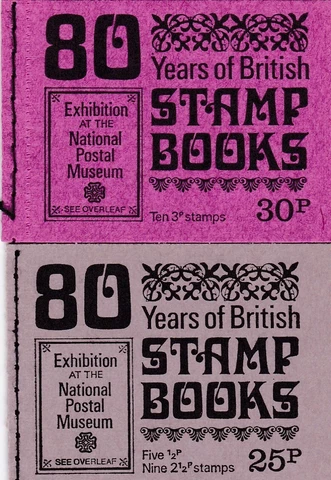 80
Years of British
STAMP
BOOKS
Exhibition
AT THE
National
Postal
Museum
SEE OVERLEAF
Ten 3P stamps
30P
80
Years of British
STAMP
BOOKS
Exhibition
AT THE
National
Postal
Museum
SEE OVERLEAF
Five ½P
Nine 2½P stamps
25P